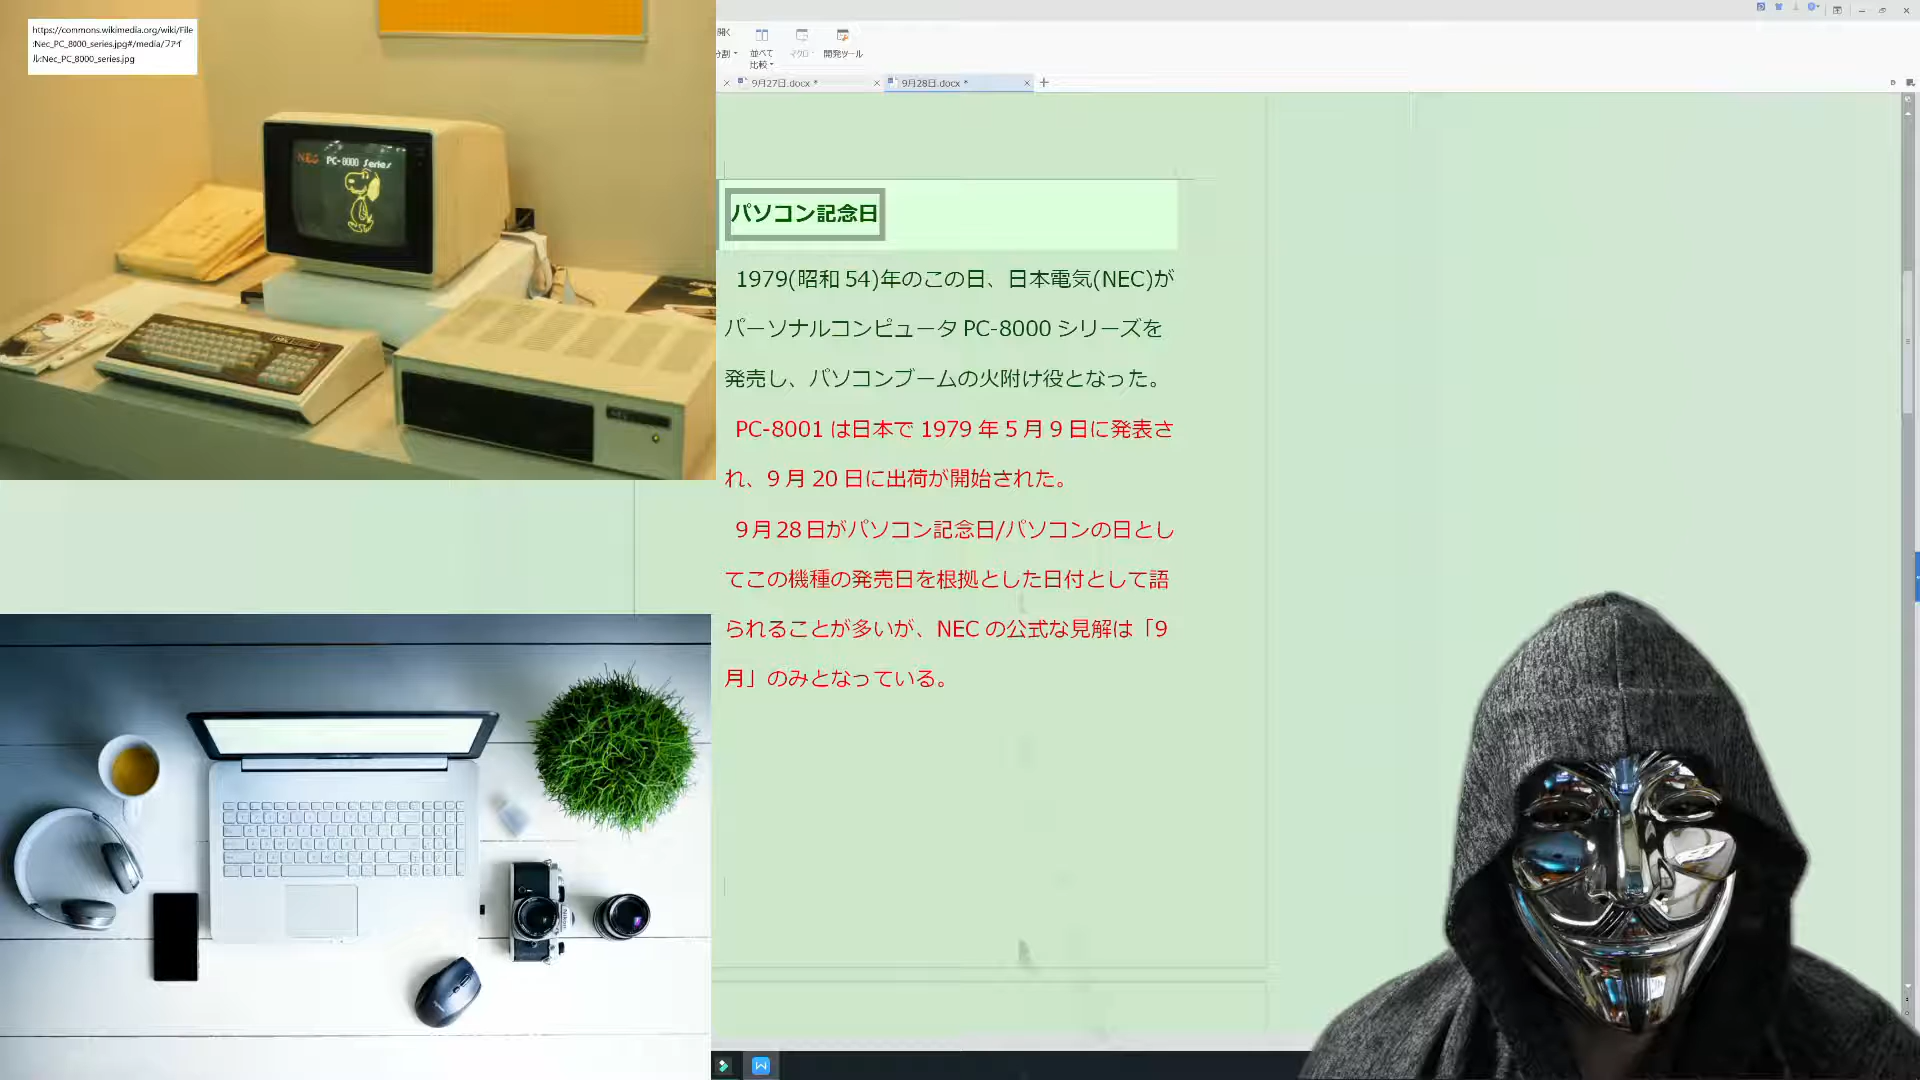 https://commons.wikimedia.org/wiki/File
:Nec_PC_8000_series.jpg#/media/ファイ
ル:Nec_PC_8000_series.jpg
NEC PC-8000 Series
開く
分割
並べて
比較
マクロ
開発ツール
9月27日.docx *
9月28日.docx *
パソコン記念日
1979(昭和 54)年のこの日、日本電気(NEC)が
パーソナルコンピュータ PC-8000 シリーズを
発売し、パソコンブームの火附け役となった。
PC-8001 は日本で 1979 年 5 月 9 日に発表さ
れ、9 月 20 日に出荷が開始された。
9月28日がパソコン記念日/パソコンの日とし
てこの機種の発売日を根拠とした日付として語
られることが多いが、NEC の公式な見解は「9
月」のみとなっている。